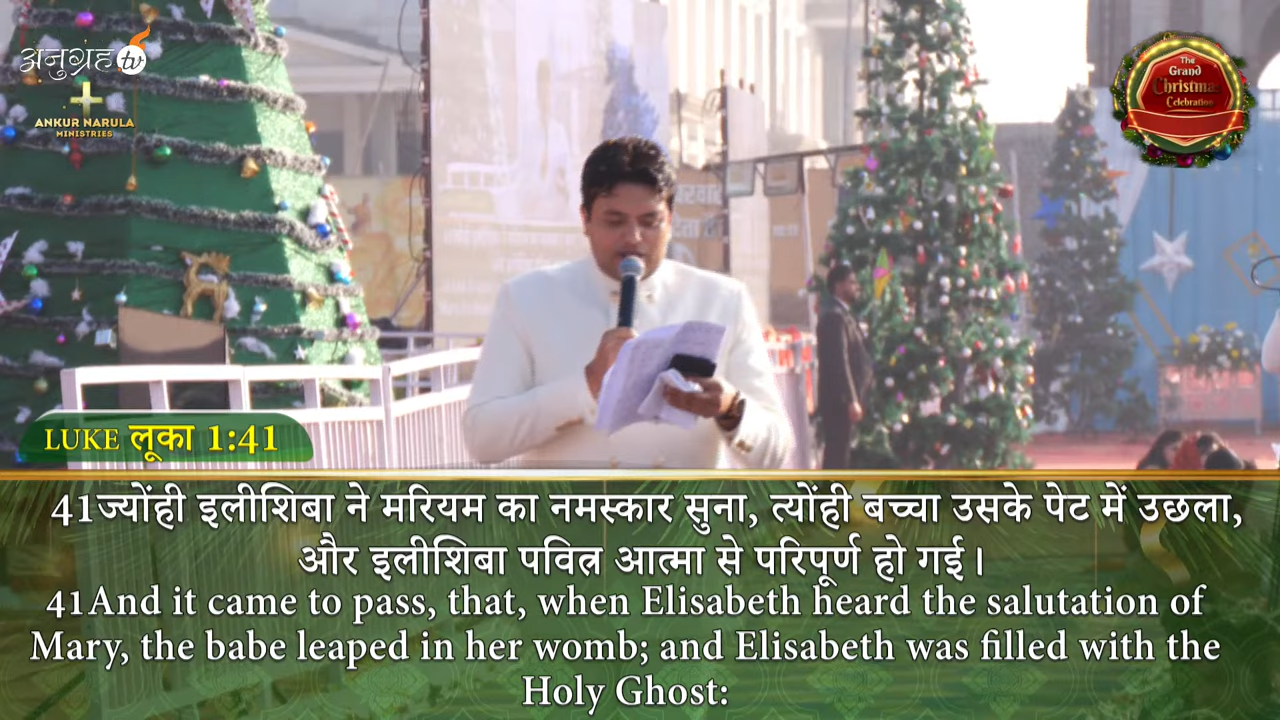 अनुग्रह tv
ANKUR NARULA
MINISTRIES
The
Grand
Christmas
Celebration
LUKE लूका 1:41
41ज्योंही इलीशिबा ने मरियम का नमस्कार सुना, त्योंही बच्चा उसके पेट में उछला,
और इलीशिबा पवित्र आत्मा से परिपूर्ण हो गई।
41And it came to pass, that, when Elisabeth heard the salutation of
Mary, the babe leaped in her womb; and Elisabeth was filled with the
Holy Ghost: